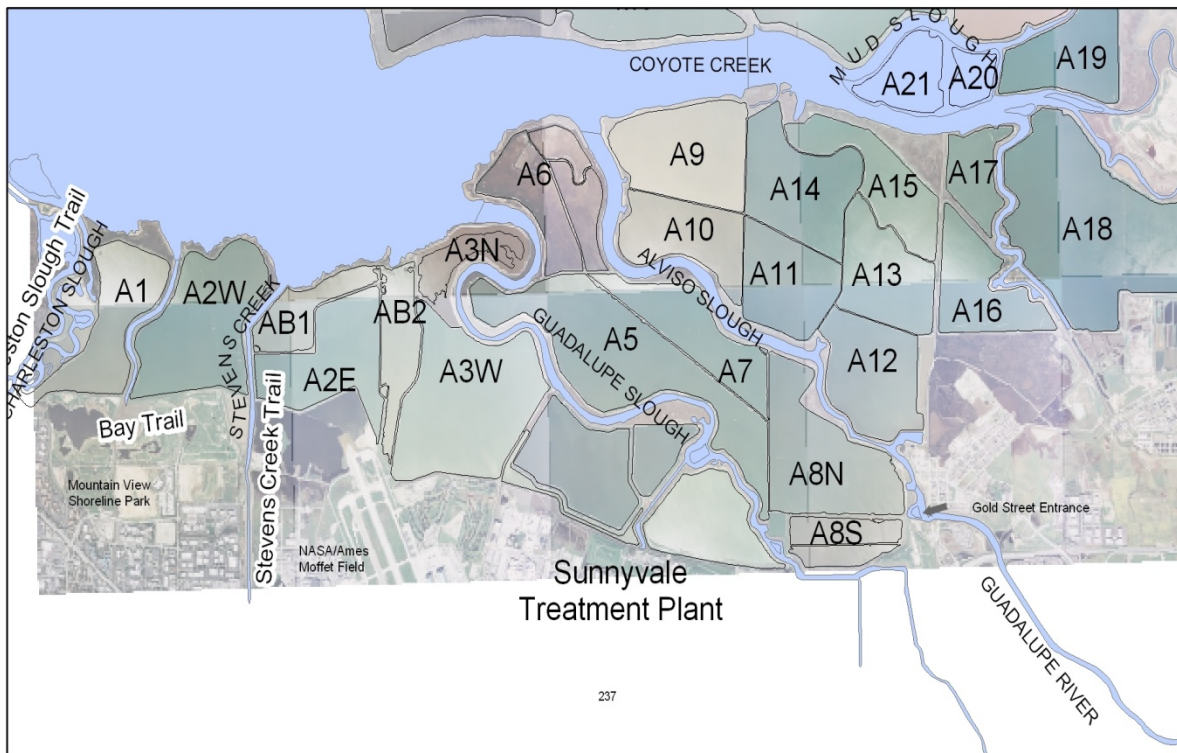 COYOTE CREEK
MUD SLOUGH
A21
A20
A19
A9
A14
A15
A17
A6
A10
A18
A3N
A11
A13
A16
ALVISO SLOUGH
Slough Trail
CHARLESTON SLOUGH
A1
A2W
STEVENS CREEK
AB1
AB2
GUADALUPE SLOUGH
A5
A7
A12
A2E
A3W
Bay Trail
Stevens Creek Trail
Mountain View
Shoreline Park
A8N
Gold Street Entrance
A8S
NASA/Ames
Moffet Field
Sunnyvale
Treatment Plant
GUADALUPE RIVER
237